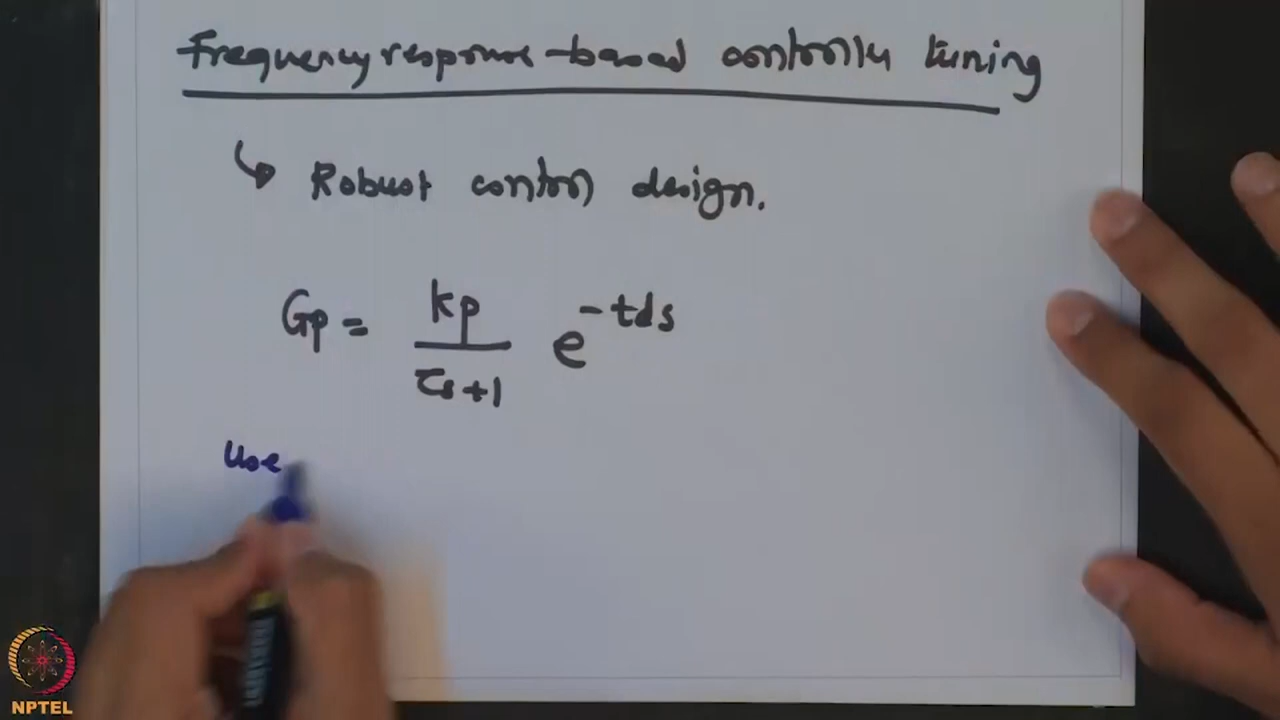 Frequency response-based controller tuning
↳ Robust control design.
Gp = kp / τs+1 e^-tds
Use
NPTEL